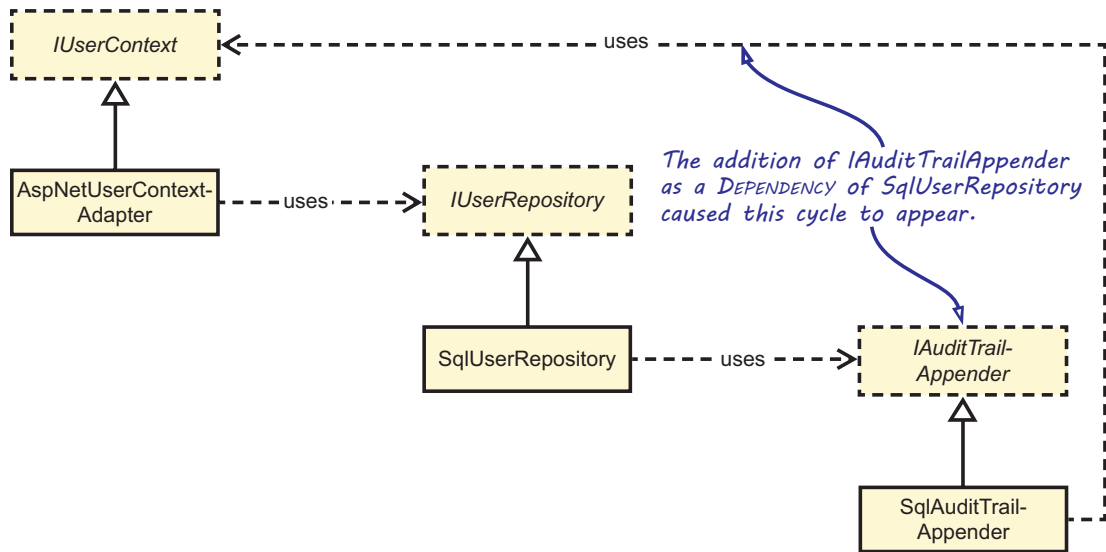 IUserContext
uses
AspNetUserContext-
Adapter
uses
IUserRepository
The addition of IAuditTrailAppender
as a DEPENDENCY of SqlUserRepository
caused this cycle to appear.
SqlUserRepository
uses
IAuditTrail-
Appender
SqlAuditTrail-
Appender